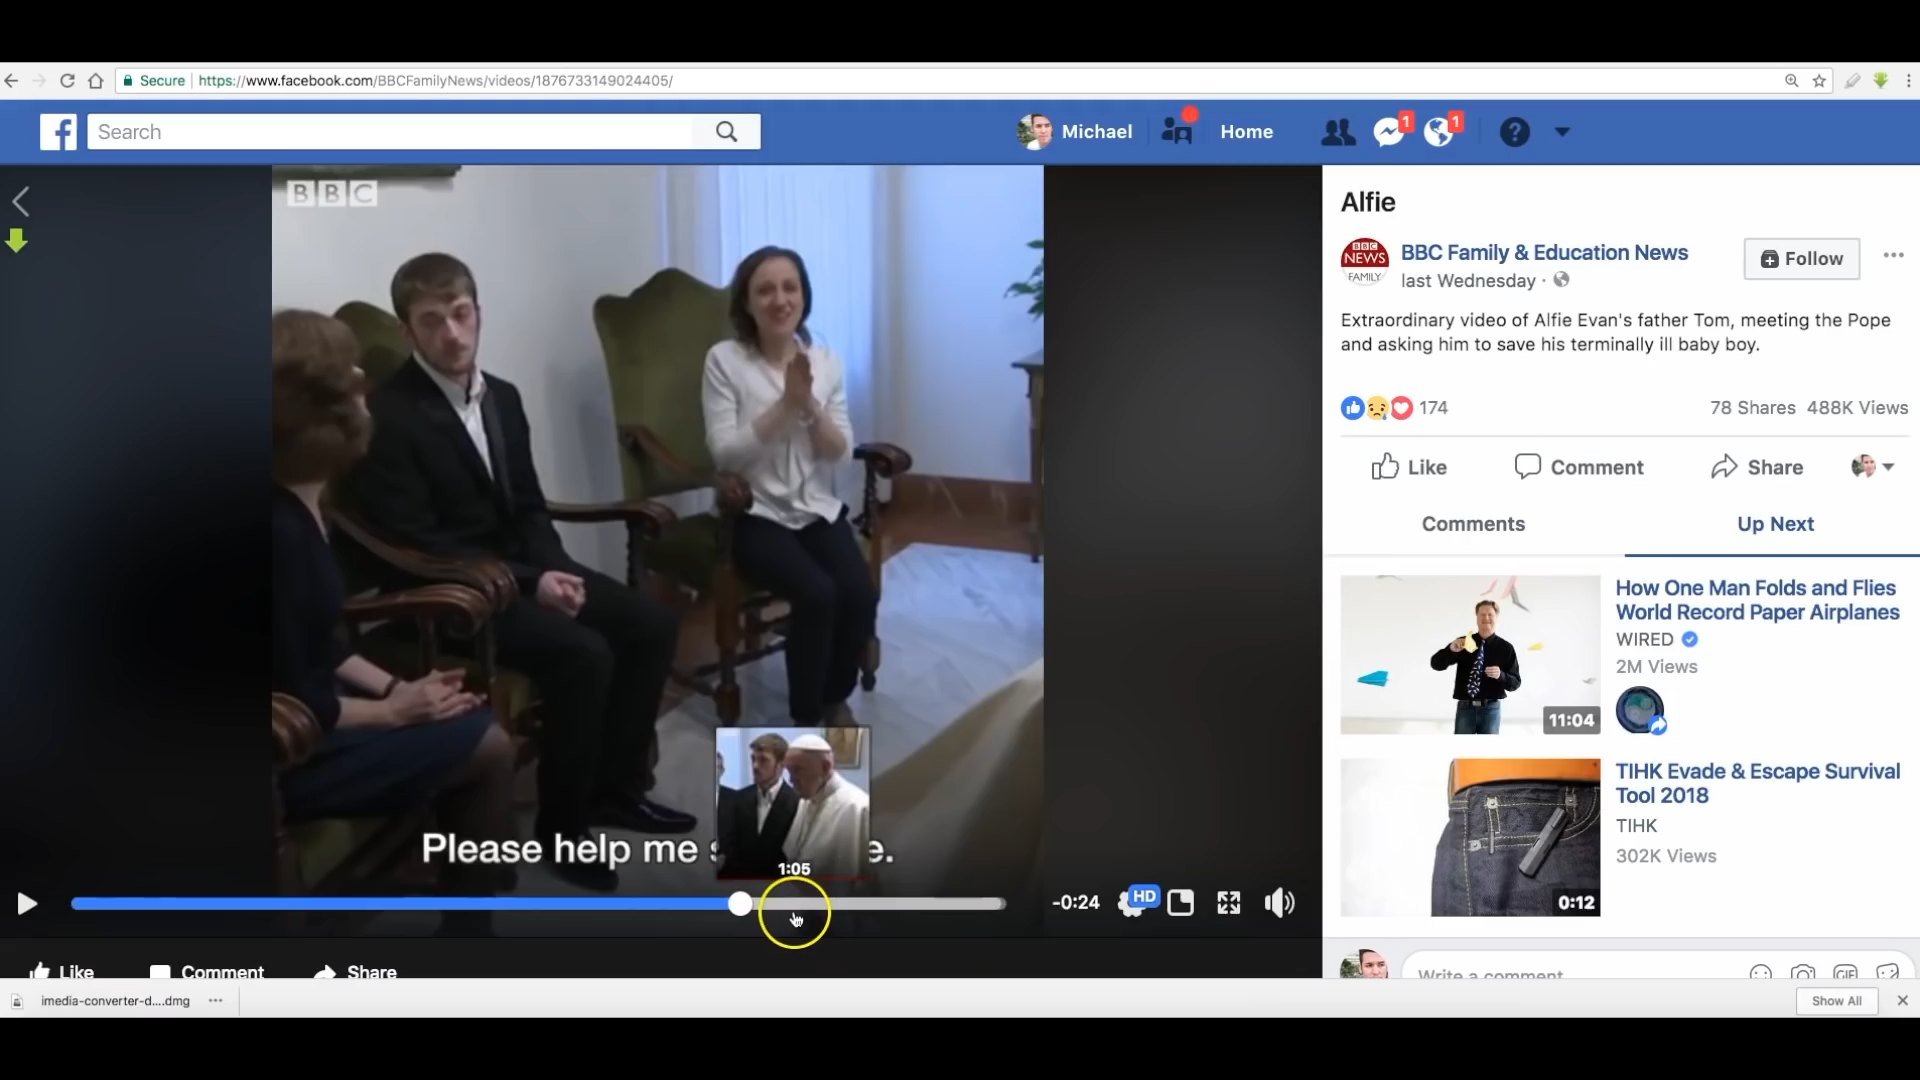 Secure https://www.facebook.com/BBCFamilyNews/videos/1876733149024405/
f Search Michael Home 1 1 ?
BBC
Alfie
BBC NEWS FAMILY
BBC Family & Education News
last Wednesday ·
Follow
Extraordinary video of Alfie Evan's father Tom, meeting the Pope
and asking him to save his terminally ill baby boy.
174 78 Shares 488K Views
Like Comment Share
Comments Up Next
How One Man Folds and Flies
World Record Paper Airplanes
WIRED
2M Views
11:04
TIHK Evade & Escape Survival
Tool 2018
TIHK
302K Views
0:12
Please help me
1:05
-0:24 HD
Like Comment Share
Write a comment
GIF
imedia-converter-d....dmg
Show All